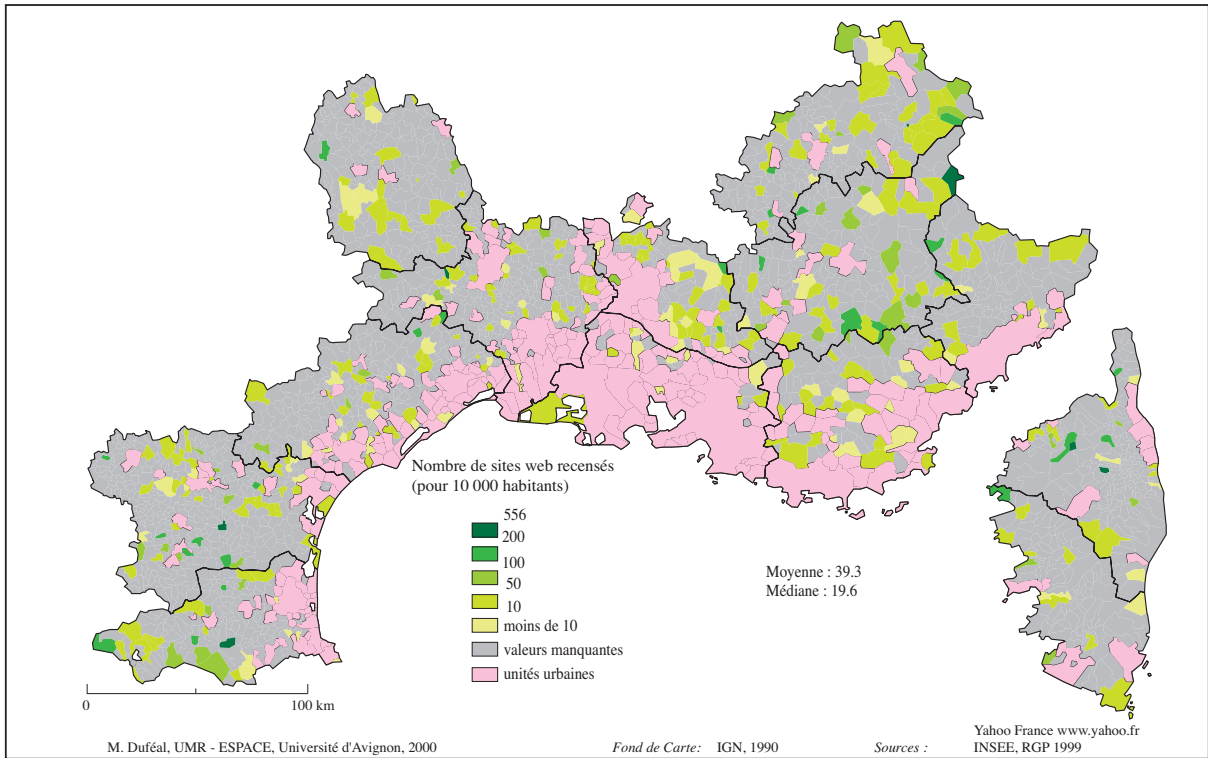 Nombre de sites web recensés
(pour 10 000 habitants)
556
200
100
50
10
moins de 10
valeurs manquantes
unités urbaines
Moyenne : 39.3
Médiane : 19.6
0
100 km
M. Duféal, UMR - ESPACE, Université d'Avignon, 2000
Fond de Carte: IGN, 1990
Sources :
Yahoo France www.yahoo.fr
INSEE, RGP 1999